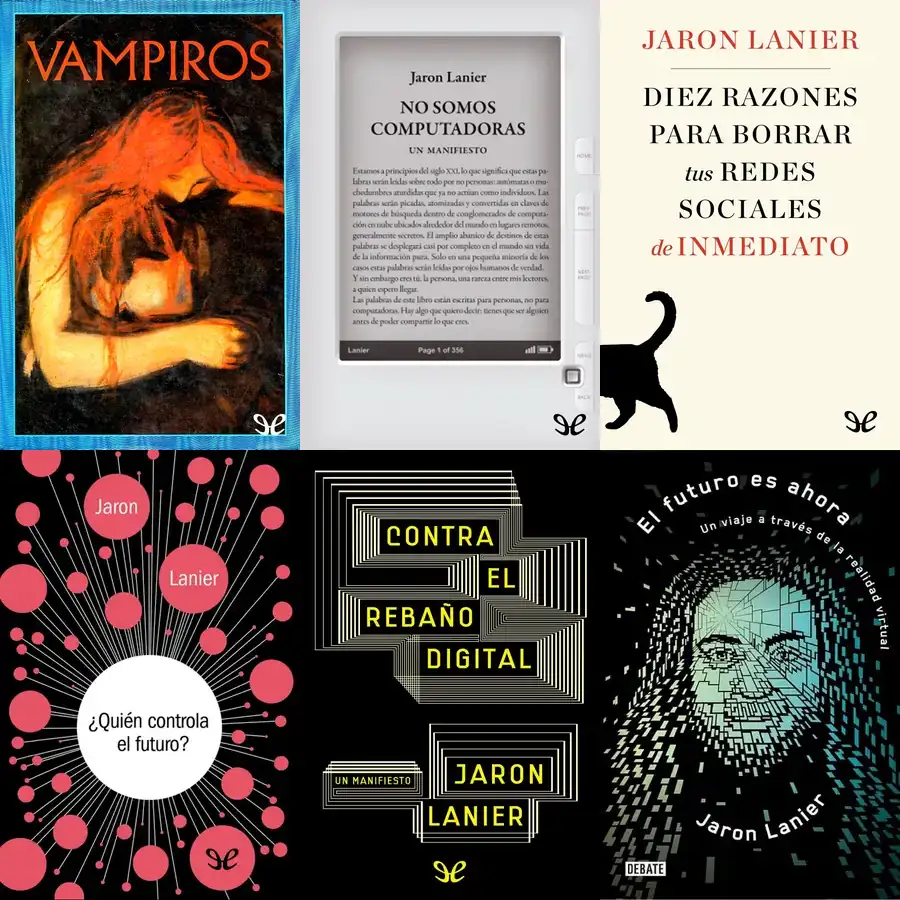 VAMPIROS
Jaron Lanier
NO SOMOS
COMPUTADORAS
UN MANIFIESTO
Estamos a principios del siglo XXI, lo que significa que estas pa-
labras serán leídas sobre todo por no personas: autómatas o mu-
chedumbres aturdidas que ya no actúan como individuos. Las
palabras serán picadas, atomizadas y convertidas en claves de
motores de búsqueda dentro de conglomerados de computa-
ción en nube ubicados alrededor del mundo en lugares remotos,
generalmente secretos. El amplio abanico de destinos de estas
palabras se desplegará casi por completo en el mundo sin vida
de la información pura. Solo en una pequeña minoría de los
casos estas palabras serán leídas por ojos humanos de verdad.
Y sin embargo eres tú, la persona, una rareza entre mis lectores,
a quien espero llegar.
Las palabras de este libro están escritas para personas, no para
computadoras. Hay algo que quiero decir: tienes que ser alguien
antes de poder compartir lo que eres.
Lanier Page 1 of 356
HOME
PREV
PAGE
NEXT
PAGE
MENU
BACK
JARON LANIER
DIEZ RAZONES
PARA BORRAR
tus REDES
SOCIALES
de INMEDIATO
Jaron
Lanier
¿Quién controla
el futuro?
CONTRA
EL
REBAÑO
DIGITAL
UN MANIFIESTO
JARON
LANIER
El futuro es ahora
Un viaje a través de la realidad virtual
Jaron Lanier
DEBATE